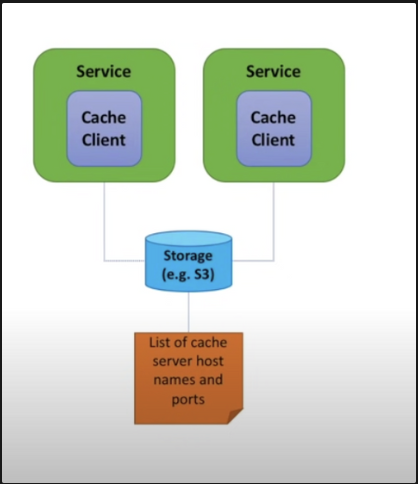 Service
Cache
Client
Service
Cache
Client
Storage
(e.g. S3)
List of cache
server host
names and
ports